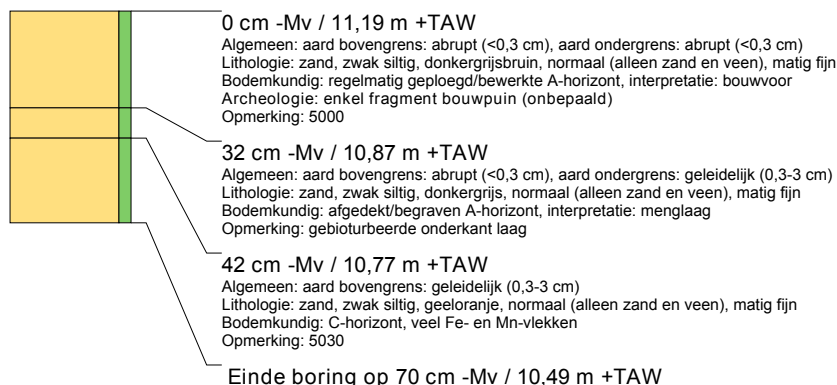 0 cm -Mv / 11,19 m +TAW
Algemeen: aard bovengrens: abrupt (<0,3 cm), aard ondergrens: abrupt (<0,3 cm)
Lithologie: zand, zwak siltig, donkergrijsbruin, normaal (alleen zand en veen), matig fijn
Bodemkundig: regelmatig geploegd/bewerkte A-horizont, interpretatie: bouwvoor
Archeologie: enkel fragment bouwpuin (onbepaald)
Opmerking: 5000
32 cm -Mv / 10,87 m +TAW
Algemeen: aard bovengrens: abrupt (<0,3 cm), aard ondergrens: geleidelijk (0,3-3 cm)
Lithologie: zand, zwak siltig, donkergrijs, normaal (alleen zand en veen), matig fijn
Bodemkundig: afgedekt/begraven A-horizont, interpretatie: menglaag
Opmerking: gebioturbeerde onderkant laag
42 cm -Mv / 10,77 m +TAW
Algemeen: aard bovengrens: geleidelijk (0,3-3 cm)
Lithologie: zand, zwak siltig, geeloranje, normaal (alleen zand en veen), matig fijn
Bodemkundig: C-horizont, veel Fe- en Mn-vlekken
Opmerking: 5030
Einde boring op 70 cm -Mv / 10,49 m +TAW